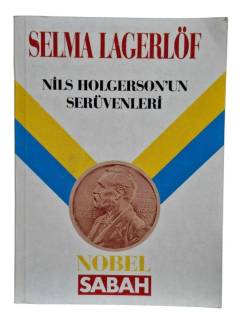 SELMA LAGERLÖF
NİLS HOLGERSON'UN
SERÜVENLERİ
NOBEL
SABAH